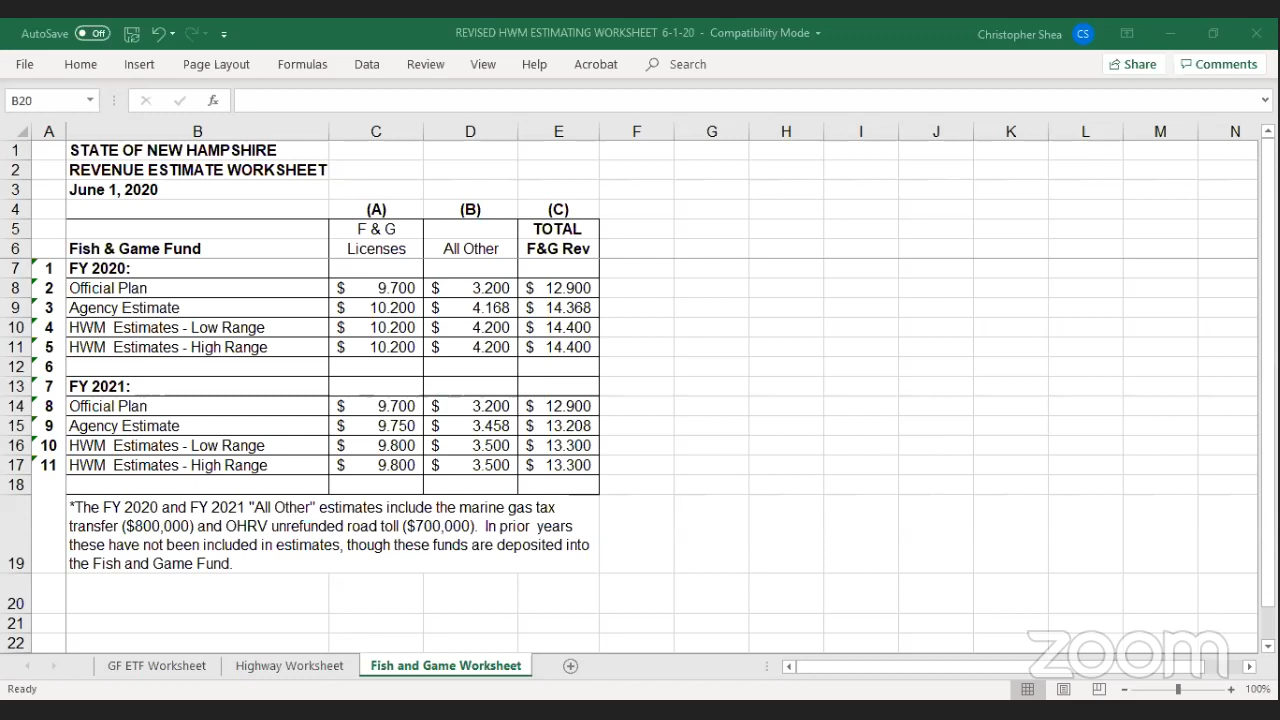 AutoSave Off REVISED HWM ESTIMATING WORKSHEET 6-1-20 - Compatibility Mode Christopher Shea CS
File Home Insert Page Layout Formulas Data Review View Help Acrobat Search Share Comments
B20 fx
A B C D E F G H I J K L M N
1 STATE OF NEW HAMPSHIRE
2 REVENUE ESTIMATE WORKSHEET
3 June 1, 2020
4 (A) (B) (C)
5 F & G TOTAL
6 Fish & Game Fund Licenses All Other F&G Rev
7 1 FY 2020:
8 2 Official Plan $ 9.700 $ 3.200 $ 12.900
9 3 Agency Estimate $ 10.200 $ 4.168 $ 14.368
10 4 HWM Estimates - Low Range $ 10.200 $ 4.200 $ 14.400
11 5 HWM Estimates - High Range $ 10.200 $ 4.200 $ 14.400
12 6
13 7 FY 2021:
14 8 Official Plan $ 9.700 $ 3.200 $ 12.900
15 9 Agency Estimate $ 9.750 $ 3.458 $ 13.208
16 10 HWM Estimates - Low Range $ 9.800 $ 3.500 $ 13.300
17 11 HWM Estimates - High Range $ 9.800 $ 3.500 $ 13.300
18
*The FY 2020 and FY 2021 "All Other" estimates include the marine gas tax
transfer ($800,000) and OHRV unrefunded road toll ($700,000). In prior years
these have not been included in estimates, though these funds are deposited into
19 the Fish and Game Fund.
20
21
22
zoom
GF ETF Worksheet Highway Worksheet Fish and Game Worksheet
Ready 100%